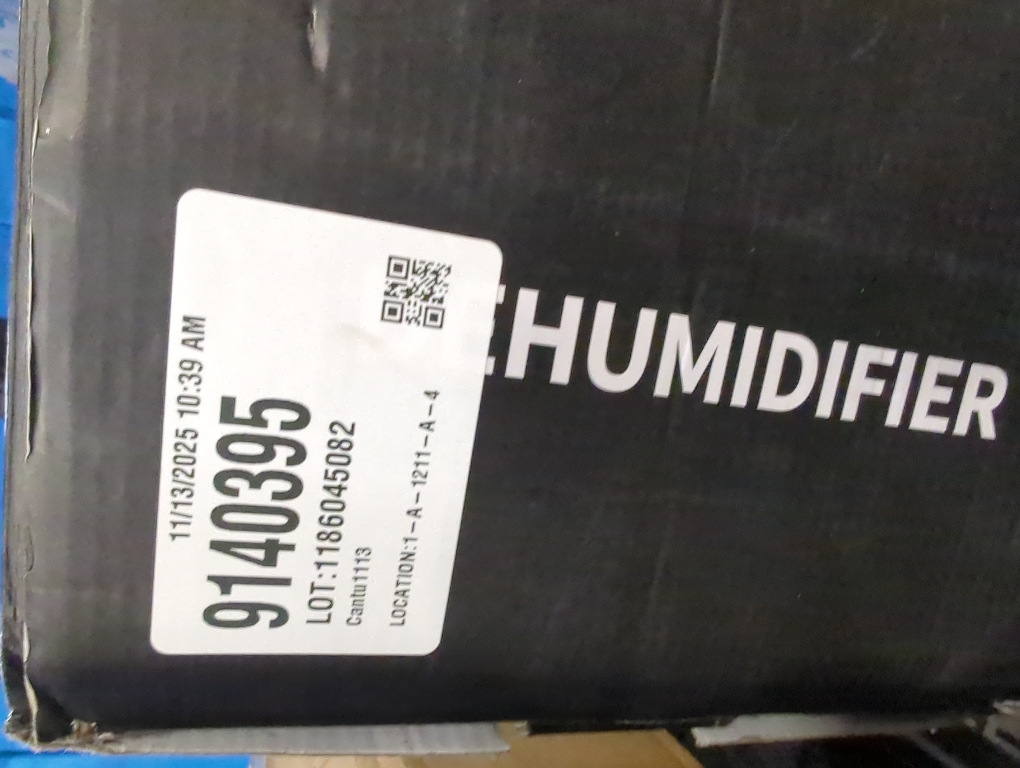 11/13/2025 10:39 AM
9140395
LOT:1186045082
Cantu1113
LOCATION:1-A-1211-A-4
EHUMIDIFIER